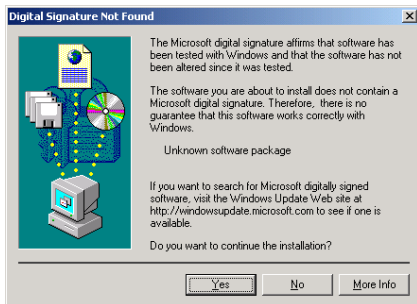 Digital Signature Not Found
The Microsoft digital signature affirms that software has
been tested with Windows and that the software has not
been altered since it was tested.
The software you are about to install does not contain a
Microsoft digital signature. Therefore, there is no
guarantee that this software works correctly with
Windows.
Unknown software package
If you want to search for Microsoft digitally signed
software, visit the Windows Update Web site at
http://windowsupdate.microsoft.com to see if one is
available.
Do you want to continue the installation?
Yes No More Info